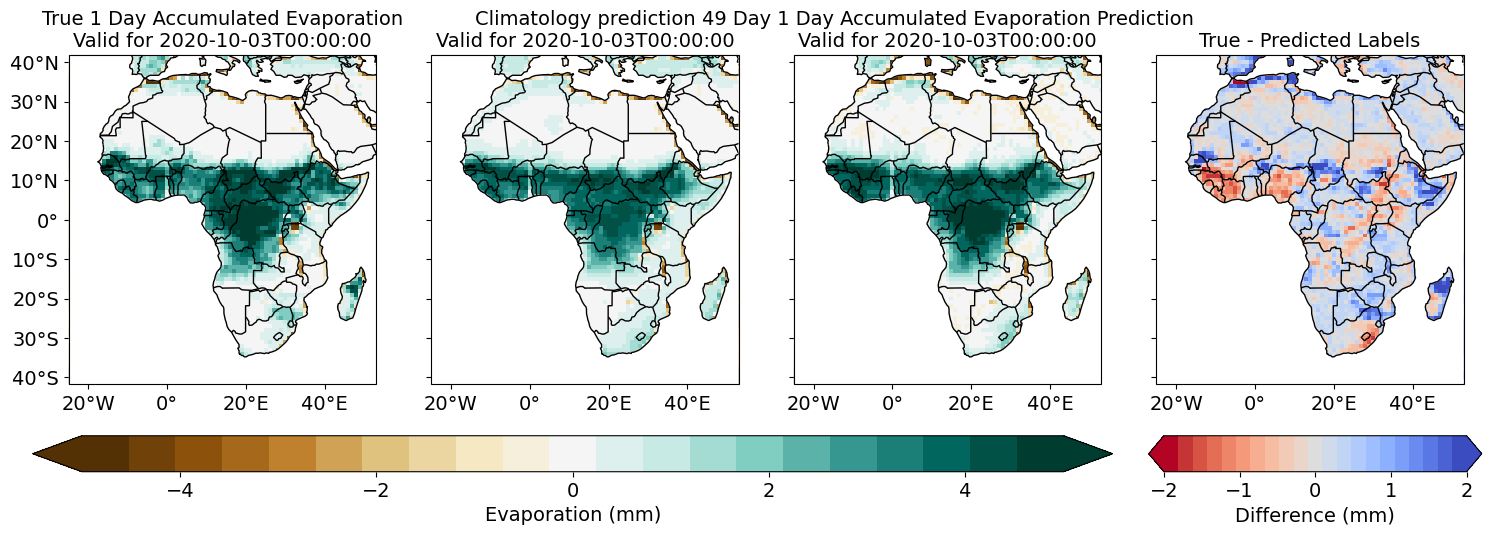 True 1 Day Accumulated Evaporation
Valid for 2020-10-03T00:00:00
Climatology prediction 49 Day 1 Day Accumulated Evaporation Prediction
Valid for 2020-10-03T00:00:00
Valid for 2020-10-03T00:00:00
True - Predicted Labels
40°N
30°N
20°N
10°N
0°
10°S
20°S
30°S
40°S
20°W 0° 20°E 40°E
20°W 0° 20°E 40°E
20°W 0° 20°E 40°E
20°W 0° 20°E 40°E
−4 −2 0 2 4
Evaporation (mm)
−2 −1 0 1 2
Difference (mm)